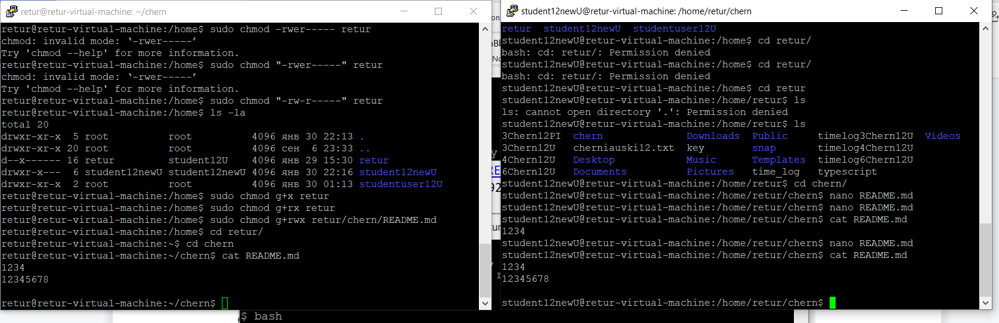 retur@retur-virtual-machine: ~/chern
retur@retur-virtual-machine:/home$ sudo chmod -rwer----- retur
chmod: invalid mode: ‘-rwer-----’
Try 'chmod --help' for more information.
retur@retur-virtual-machine:/home$ sudo chmod "-rwer-----" retur
chmod: invalid mode: ‘-rwer-----’
Try 'chmod --help' for more information.
retur@retur-virtual-machine:/home$ sudo chmod "-rw-r-----" retur
retur@retur-virtual-machine:/home$ ls -la
total 20
drwxr-xr-x  5 root         root         4096 янв 30 22:13 .
drwxr-xr-x 20 root         root         4096 сен  6 23:33 ..
d--x------ 16 retur        student12U   4096 янв 29 15:30 retur
drwxr-x---  6 student12newU student12newU 4096 янв 30 22:16 student12newU
drwxr-xr-x  2 root         root         4096 янв 30 01:13 studentuser12U
retur@retur-virtual-machine:/home$ sudo chmod g+x retur
retur@retur-virtual-machine:/home$ sudo chmod g+rx retur
retur@retur-virtual-machine:/home$ sudo chmod g+rwx retur/chern/README.md
retur@retur-virtual-machine:/home$ cd retur/
retur@retur-virtual-machine:~$ cd chern
retur@retur-virtual-machine:~/chern$ cat README.md
1234
12345678
retur@retur-virtual-machine:~/chern$
student12newU@retur-virtual-machine: /home/retur/chern
retur  student12newU  studentuser12U
student12newU@retur-virtual-machine:/home$ cd retur/
bash: cd: retur/: Permission denied
student12newU@retur-virtual-machine:/home$ cd retur/
bash: cd: retur/: Permission denied
student12newU@retur-virtual-machine:/home$ cd retur
student12newU@retur-virtual-machine:/home/retur$ ls
ls: cannot open directory '.': Permission denied
student12newU@retur-virtual-machine:/home/retur$ ls
3Chern12PI  chern              Downloads  Public     timelog3Chern12U  Videos
3Chern12U   cherniauski12.txt  key        snap       timelog4Chern12U
4Chern12U   Desktop            Music      Templates  timelog6Chern12U
6Chern12U   Documents          Pictures   time_log   typescript
student12newU@retur-virtual-machine:/home/retur$ cd chern/
student12newU@retur-virtual-machine:/home/retur/chern$ nano README.md
student12newU@retur-virtual-machine:/home/retur/chern$ nano README.md
student12newU@retur-virtual-machine:/home/retur/chern$ cat README.md
1234
student12newU@retur-virtual-machine:/home/retur/chern$ nano README.md
student12newU@retur-virtual-machine:/home/retur/chern$ cat README.md
1234
12345678
student12newU@retur-virtual-machine:/home/retur/chern$
$ bash